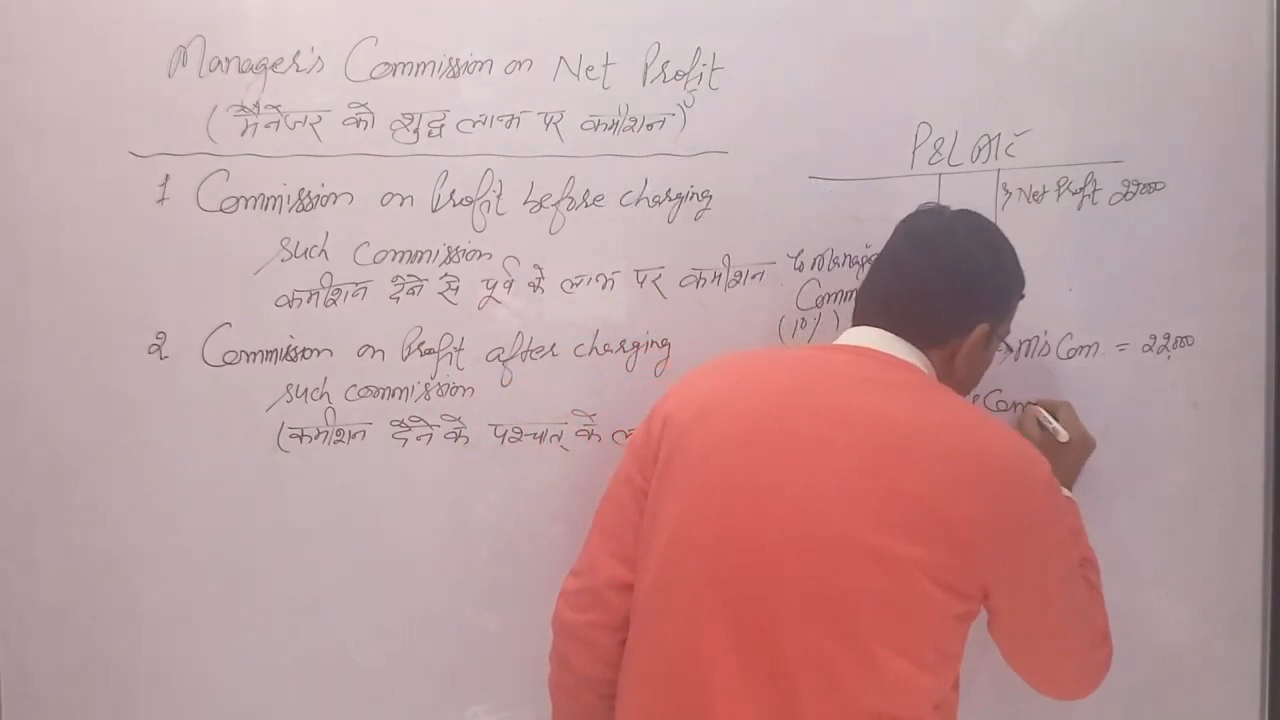 Manager's Commission on Net Profit
(मैनेजर को शुद्ध लाभ पर कमीशन)
1 Commission on Profit before charging
such Commission
कमीशन देने से पूर्व के लाभ पर कमीशन
2 Commission on Profit after charging
such commission
(कमीशन देने के पश्चात् के
P&L A/c
Net Profit 22000
To Manag
Comm
(10%)
M's Com. = 22,000
Com